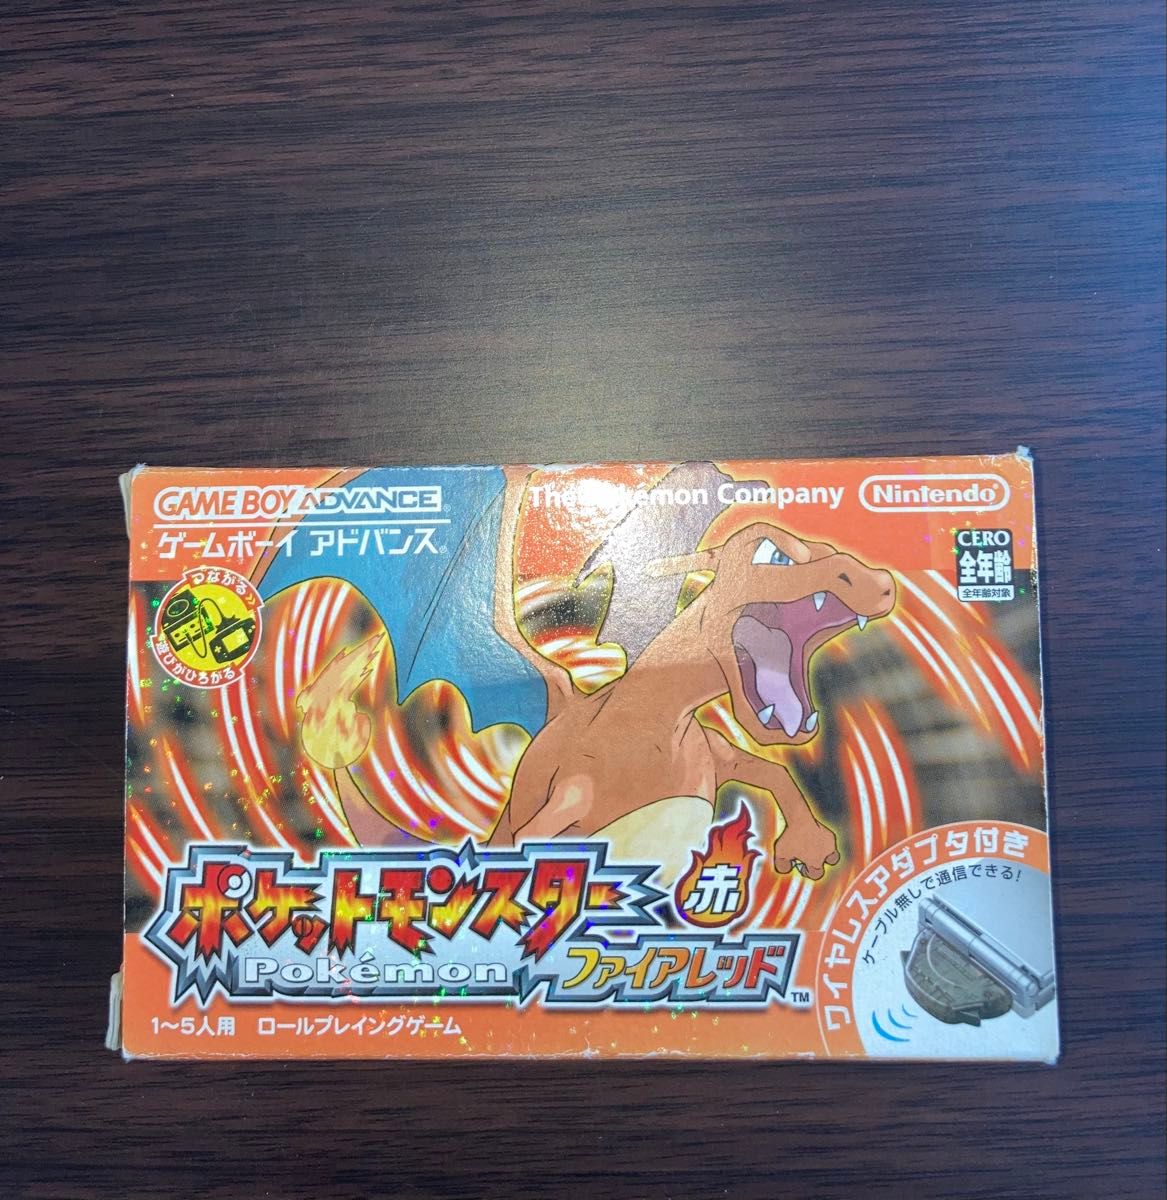 GAME BOY ADVANCE
ゲームボーイ アドバンス
The Pokémon Company
Nintendo
CERO
全年齢
全年齢対象
つながる
遊びがひろがる
赤
ポケットモンスター
Pokémon
ファイアレッド
TM
1〜5人用 ロールプレイングゲーム
ワイヤレスアダプタ付き
ケーブル無しで通信できる!